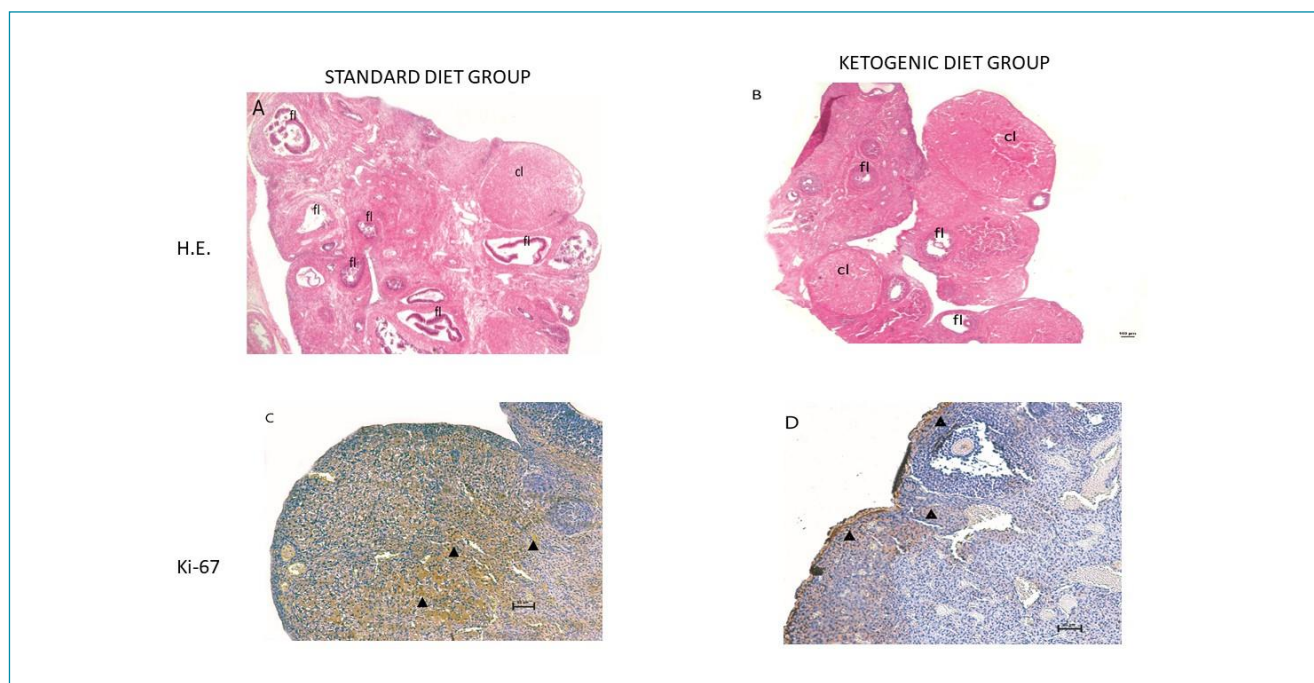 STANDARD DIET GROUP
KETOGENIC DIET GROUP
H.E.
A
fl
cl
fl
fl
fl
fl
fl
B
cl
fl
fl
cl
fl
Ki-67
C
D